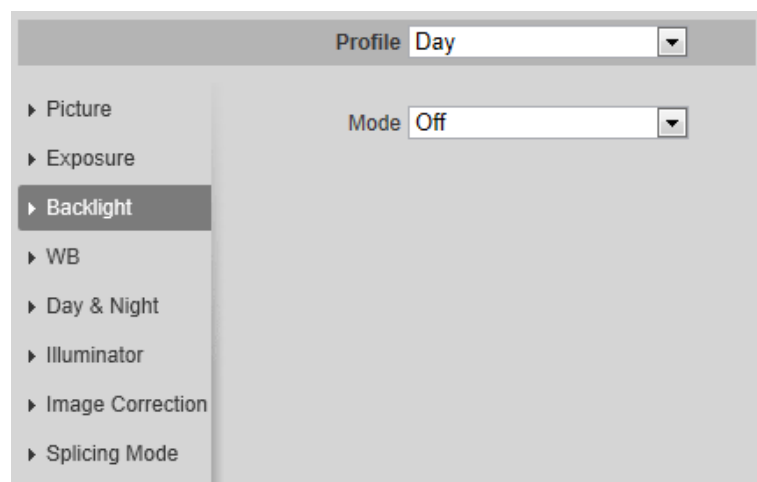 Profile Day
Picture
Mode Off
Exposure
Backlight
WB
Day & Night
Illuminator
Image Correction
Splicing Mode